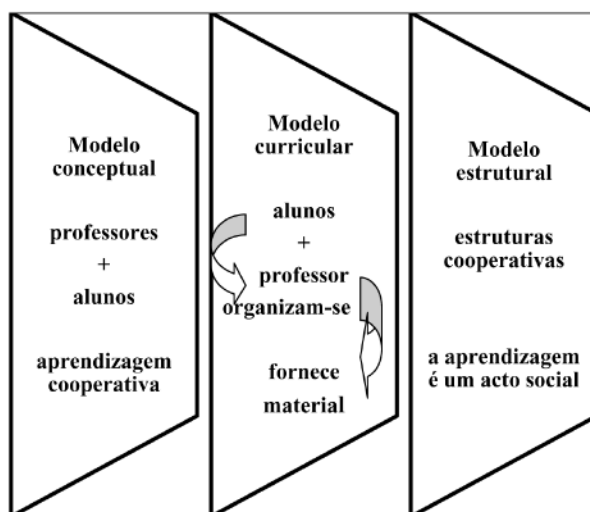 Modelo
conceptual
professores
+
alunos
aprendizagem
cooperativa
Modelo
curricular
alunos
+
professor
organizam-se
fornece
material
Modelo
estrutural
estruturas
cooperativas
a aprendizagem
é um acto social